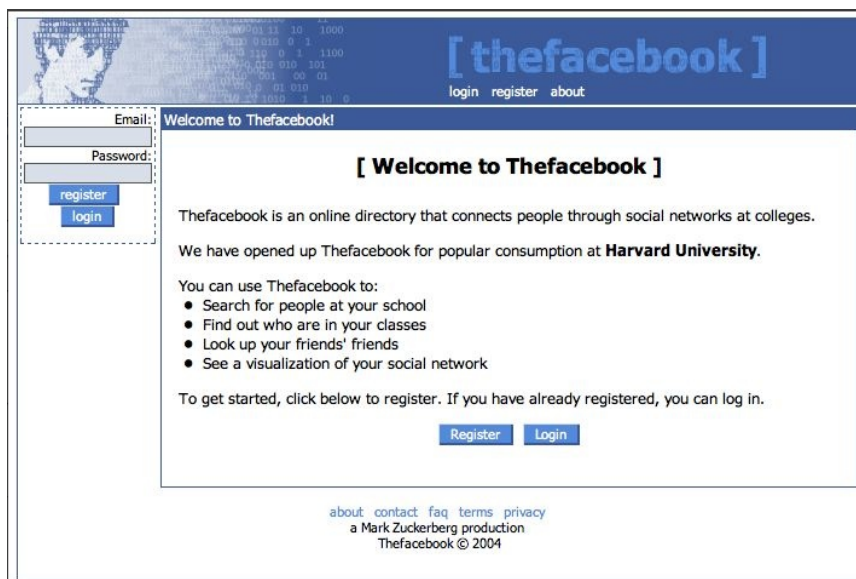 [ thefacebook ]
login register about
Email:
Password:
register
login
Welcome to Thefacebook!
[ Welcome to Thefacebook ]
Thefacebook is an online directory that connects people through social networks at colleges.
We have opened up Thefacebook for popular consumption at Harvard University.
You can use Thefacebook to:
● Search for people at your school
● Find out who are in your classes
● Look up your friends' friends
● See a visualization of your social network
To get started, click below to register. If you have already registered, you can log in.
Register Login
about contact faq terms privacy
a Mark Zuckerberg production
Thefacebook © 2004